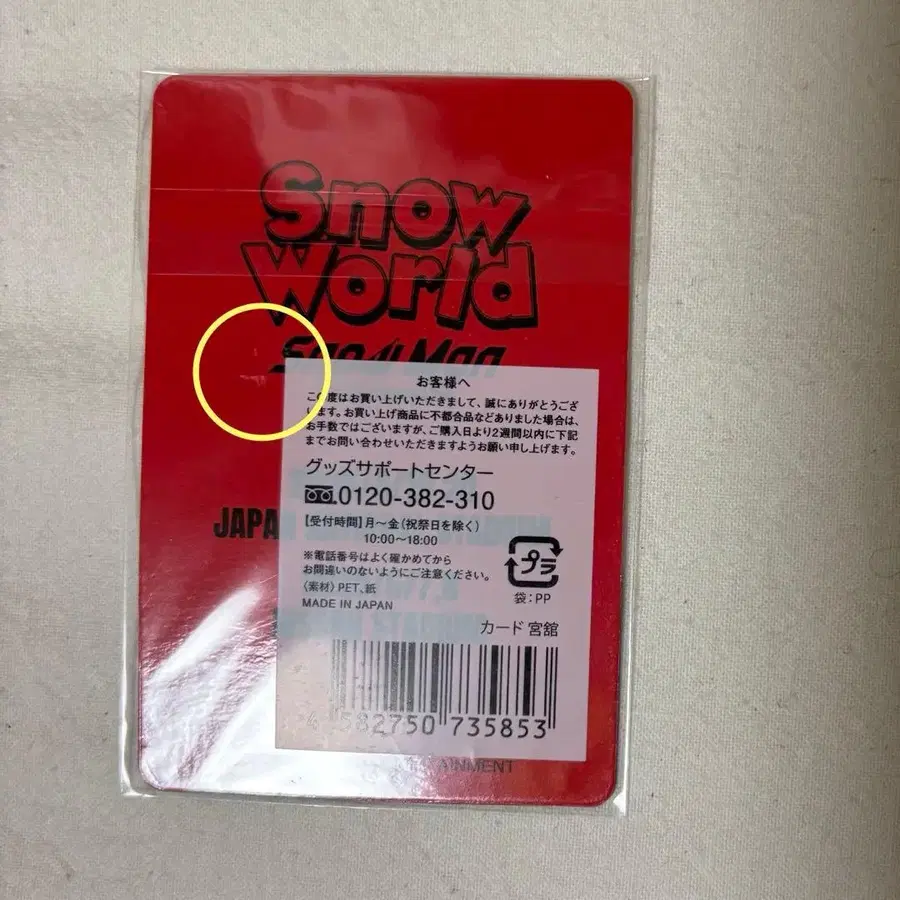 Snow
World
Snow Man
お客様へ
この度はお買い上げいただきまして、誠にありがとうござ
います。お買い上げ商品に不都合品などありました場合は、
お手数ではございますが、ご購入日より2週間以内に下記
までお問い合わせいただきますようお願い申し上げます。
グッズサポートセンター
0120-382-310
【受付時間】月〜金(祝祭日を除く)
10:00〜18:00
※電話番号はよく確かめてから
お間違いのないようにご注意ください。
〈素材〉PET、紙
MADE IN JAPAN
プラ
袋:PP
カード 宮舘
4 582750 735853